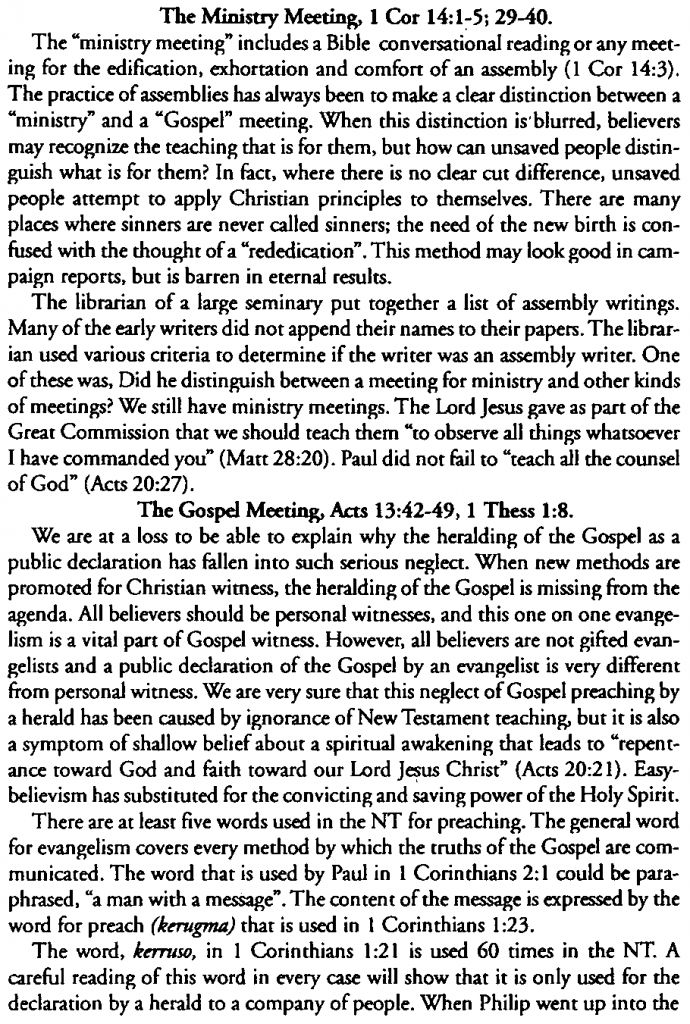 The Ministry Meeting, 1 Cor 14:1-5; 29-40.
The “ministry meeting” includes a Bible conversational reading or any meet-
ing for the edification, exhortation and comfort of an assembly (1 Cor 14:3).
The practice of assemblies has always been to make a clear distinction between a
“ministry” and a “Gospel” meeting. When this distinction is blurred, believers
may recognize the teaching that is for them, but how can unsaved people distin-
guish what is for them? In fact, where there is no clear cut difference, unsaved
people attempt to apply Christian principles to themselves. There are many
places where sinners are never called sinners; the need of the new birth is con-
fused with the thought of a “rededication”. This method may look good in cam-
paign reports, but is barren in eternal results.
The librarian of a large seminary put together a list of assembly writings.
Many of the early writers did not append their names to their papers. The librar-
ian used various criteria to determine if the writer was an assembly writer. One
of these was, Did he distinguish between a meeting for ministry and other kinds
of meetings? We still have ministry meetings. The Lord Jesus gave as part of the
Great Commission that we should teach them “to observe all things whatsoever
I have commanded you” (Matt 28:20). Paul did not fail to “teach all the counsel
of God” (Acts 20:27).
The Gospel Meeting, Acts 13:42-49, 1 Thess 1:8.
We are at a loss to be able to explain why the heralding of the Gospel as a
public declaration has fallen into such serious neglect. When new methods are
promoted for Christian witness, the heralding of the Gospel is missing from the
agenda. All believers should be personal witnesses, and this one on one evange-
lism is a vital part of Gospel witness. However, all believers are not gifted evan-
gelists and a public declaration of the Gospel by an evangelist is very different
from personal witness. We are very sure that this neglect of Gospel preaching by
a herald has been caused by ignorance of New Testament teaching, but it is also
a symptom of shallow belief about a spiritual awakening that leads to “repent-
ance toward God and faith toward our Lord Jesus Christ” (Acts 20:21). Easy-
believism has substituted for the convicting and saving power of the Holy Spirit.
There are at least five words used in the NT for preaching. The general word
for evangelism covers every method by which the truths of the Gospel are com-
municated. The word that is used by Paul in 1 Corinthians 2:1 could be para-
phrased, “a man with a message”. The content of the message is expressed by the
word for preach (kerugma) that is used in 1 Corinthians 1:23.
The word, kerruso, in 1 Corinthians 1:21 is used 60 times in the NT. A
careful reading of this word in every case will show that it is only used for the
declaration by a herald to a company of people. When Philip went up into the